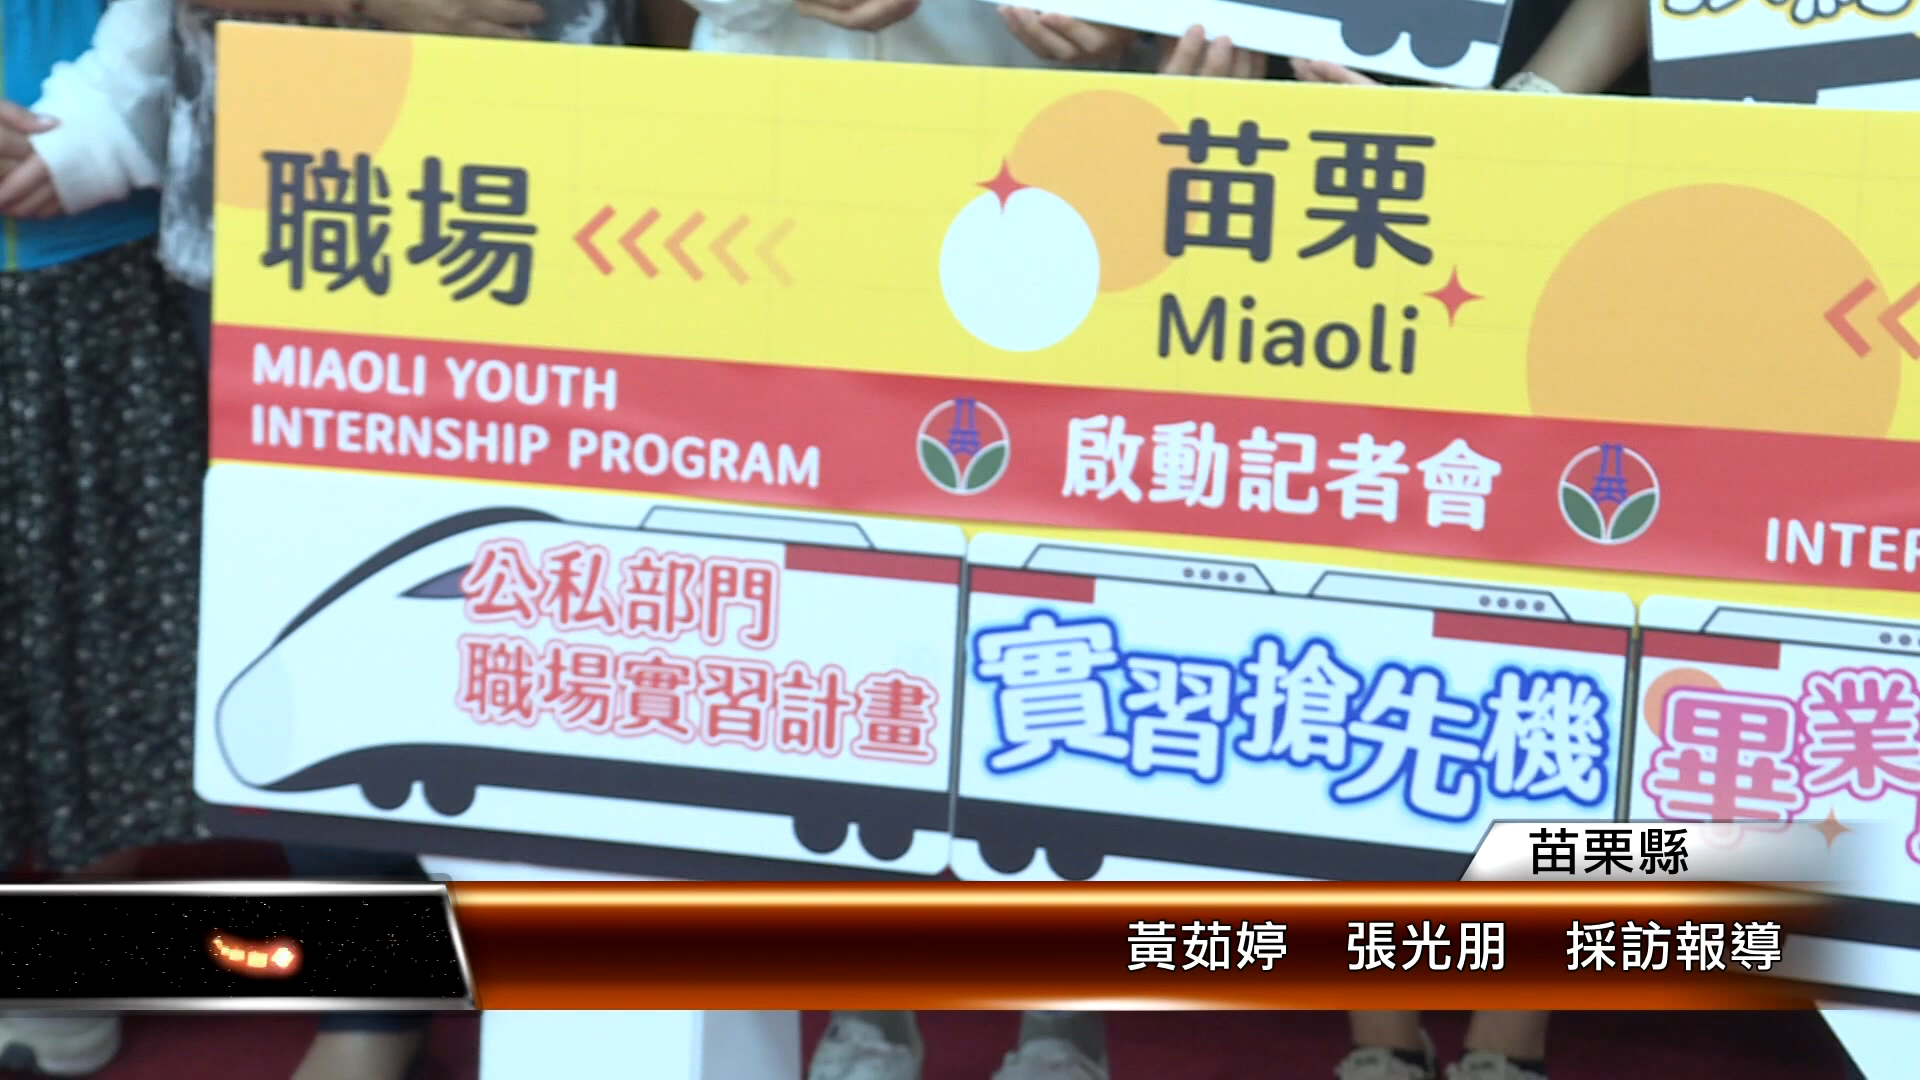 職場
苗栗
Miaoli
MIAOLI YOUTH
INTERNSHIP PROGRAM
啟動記者會
INTER
公私部門
職場實習計畫
實習搶先機
畢業
苗栗縣
黃茹婷 張光朋 採訪報導